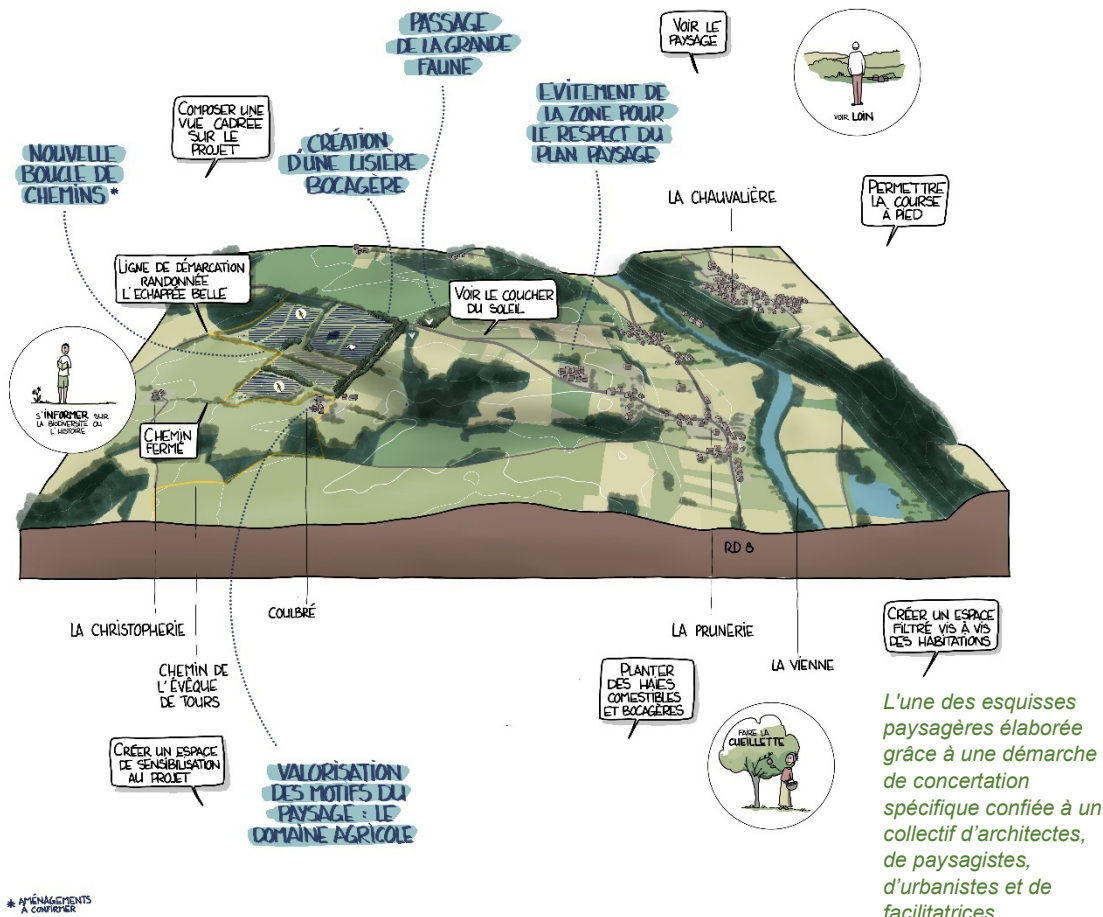 PASSAGE
DE LA GRANDE
FAUNE
VOIR LE
PAYSAGE
VOIR LOIN
COMPOSER UNE
VUE CADRÉE
SUR LE
PROJET
CRÉATION
D'UNE LISIÈRE
BOCAGÈRE
EVITEMENT DE
LA ZONE POUR
LE RESPECT DU
PLAN PAYSAGE
NOUVELLE
BOUCLE DE
CHEMINS *
LA CHAUVALIÈRE
PERMETTRE
LA COURSE
À PIED
LIGNE DE DÉMARCATION
RANDONNÉE
L'ECHAPPÉE BELLE
VOIR LE COUCHER
DU SOLEIL
S'INFORMER SUR
LA BIODIVERSITÉ OU
L'HISTOIRE
CHEMIN
FERMÉ
RD 8
LA CHRISTOPHERIE
COULBRÉ
LA PRUNERIE
CHEMIN DE
L'ÉVÊQUE
DE TOURS
LA VIENNE
CRÉER UN ESPACE
FILTRÉ VIS À VIS
DES HABITATIONS
PLANTER
DES HAIES
COMESTIBLES
ET BOCAGÈRES
FAIRE LA
CUEILLETTE
CRÉER UN ESPACE
DE SENSIBILISATION
AU PROJET
VALORISATION
DES MOTIFS DU
PAYSAGE : LE
DOMAINE AGRICOLE
L'une des esquisses
paysagères élaborée
grâce à une démarche
de concertation
spécifique confiée à un
collectif d'architectes,
de paysagistes,
d'urbanistes et de
facilitatrices
* AMÉNAGEMENTS
À CONFIRMER